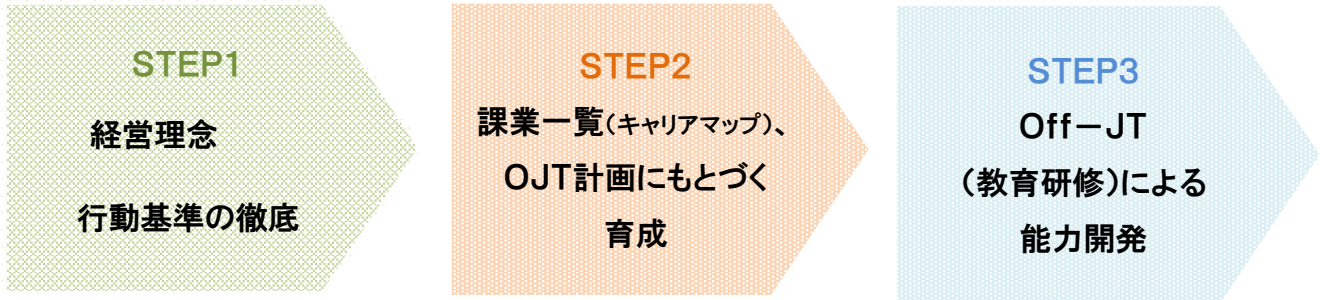 STEP1
経営理念
行動基準の徹底
STEP2
課業一覧(キャリアマップ)、
OJT計画にもとづく
育成
STEP3
Off－JT
(教育研修)による
能力開発